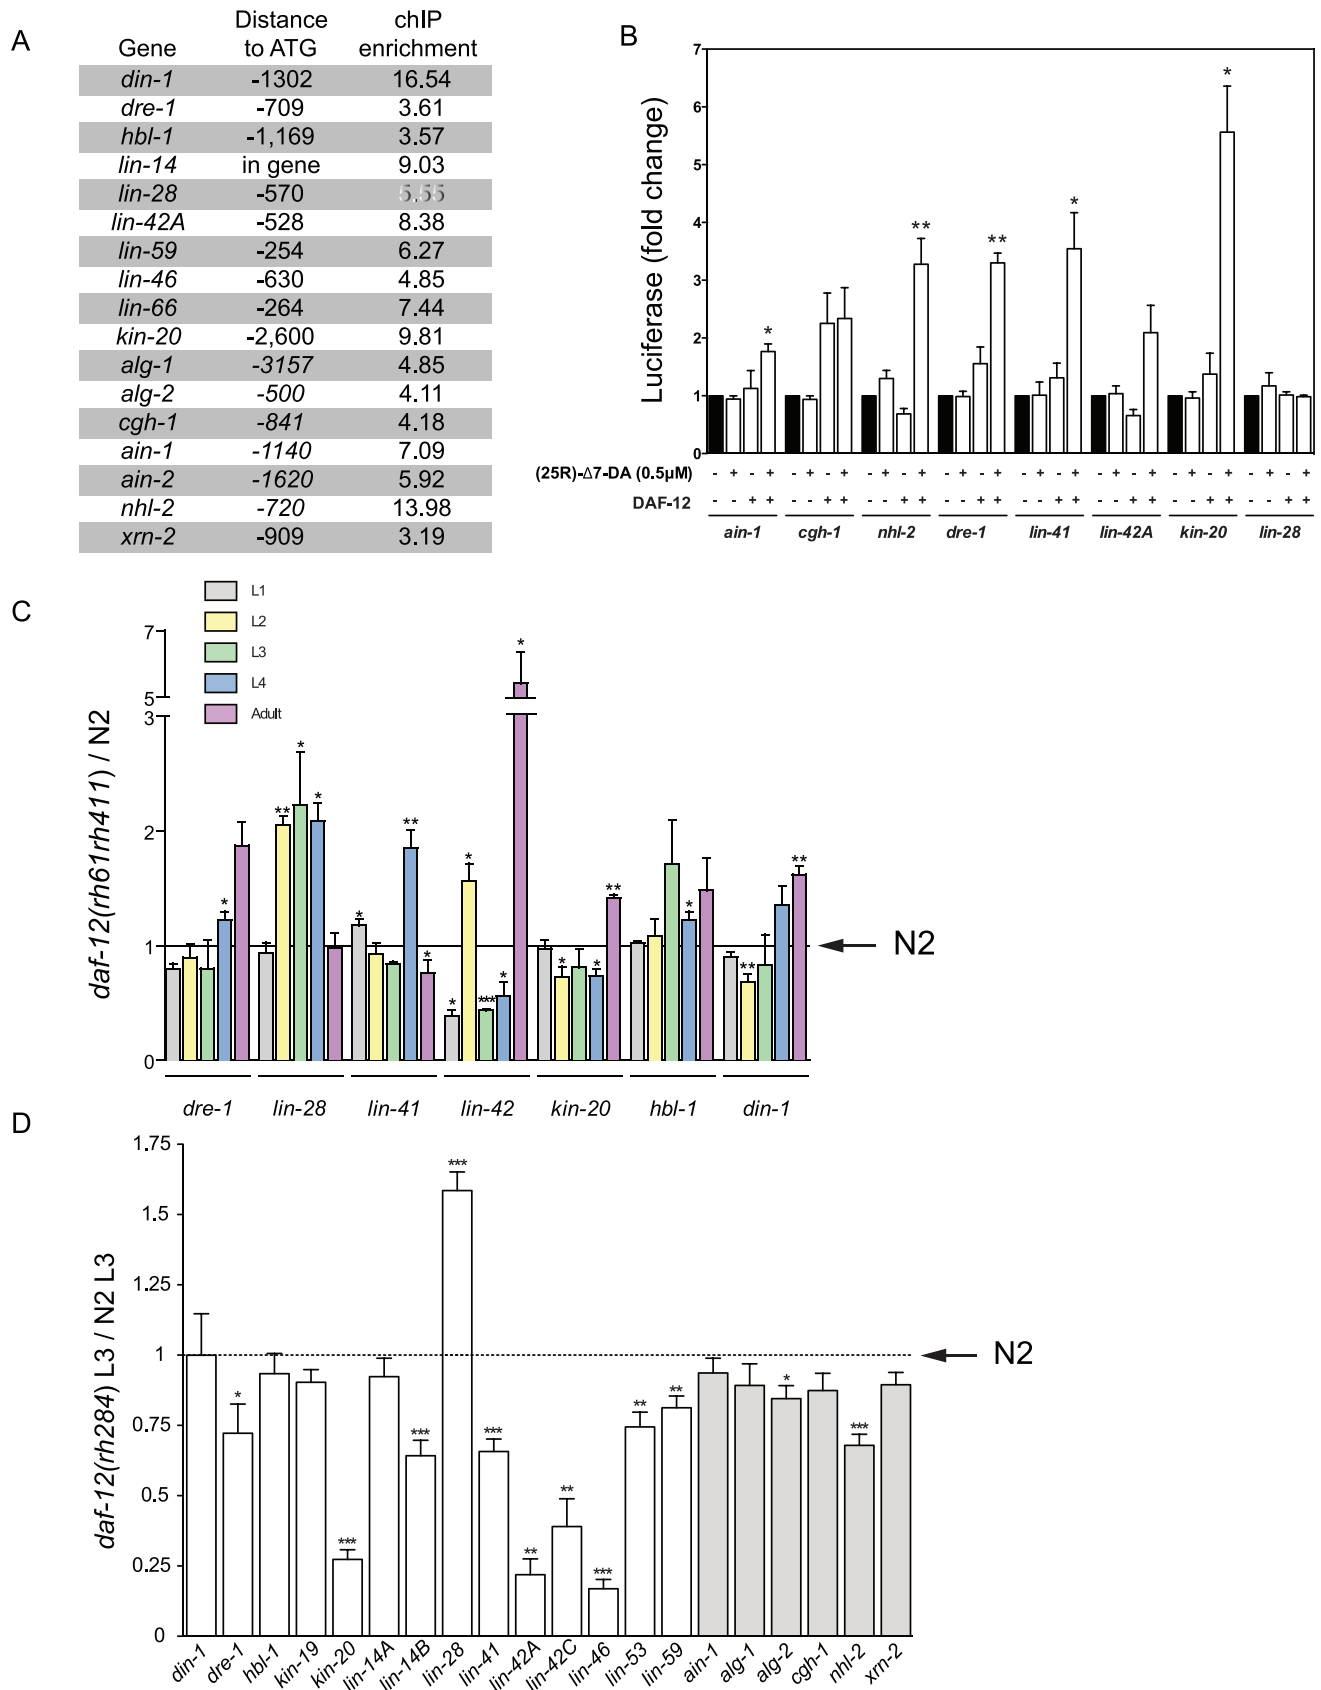 A
Gene Distance to ATG chIP enrichment
din-1 -1302 16.54
dre-1 -709 3.61
hbl-1 -1,169 3.57
lin-14 in gene 9.03
lin-28 -570 5.55
lin-42A -528 8.38
lin-59 -254 6.27
lin-46 -630 4.85
lin-66 -264 7.44
kin-20 -2,600 9.81
alg-1 -3157 4.85
alg-2 -500 4.11
cgh-1 -841 4.18
ain-1 -1140 7.09
ain-2 -1620 5.92
nhl-2 -720 13.98
xrn-2 -909 3.19
B
Luciferase (fold change)
7
6
5
4
3
2
1
0
* ** ** * *
(25R)-Δ7-DA (0.5µM) - + - + - + - + - + - + - + - + - + - + - + - + - + - + - + - +
DAF-12 - - + + - - + + - - + + - - + + - - + + - - + + - - + + - - + +
ain-1 cgh-1 nhl-2 dre-1 lin-41 lin-42A kin-20 lin-28
C
L1
L2
L3
L4
Adult
daf-12(rh61rh411) / N2
7
5
3
2
1
0
* ** * * * ** * * * *** * * * * ** * ** **
N2
dre-1 lin-28 lin-41 lin-42 kin-20 hbl-1 din-1
D
daf-12(rh284) L3 / N2 L3
1.75
1.5
1.25
1
0.75
0.5
0.25
0
* *** *** *** *** ** ** *** ** ** * ***
N2
din-1 dre-1 hbl-1 kin-19 kin-20 lin-14A lin-14B lin-28 lin-41 lin-42A lin-42C lin-46 lin-53 lin-59 ain-1 alg-1 alg-2 cgh-1 nhl-2 xrn-2